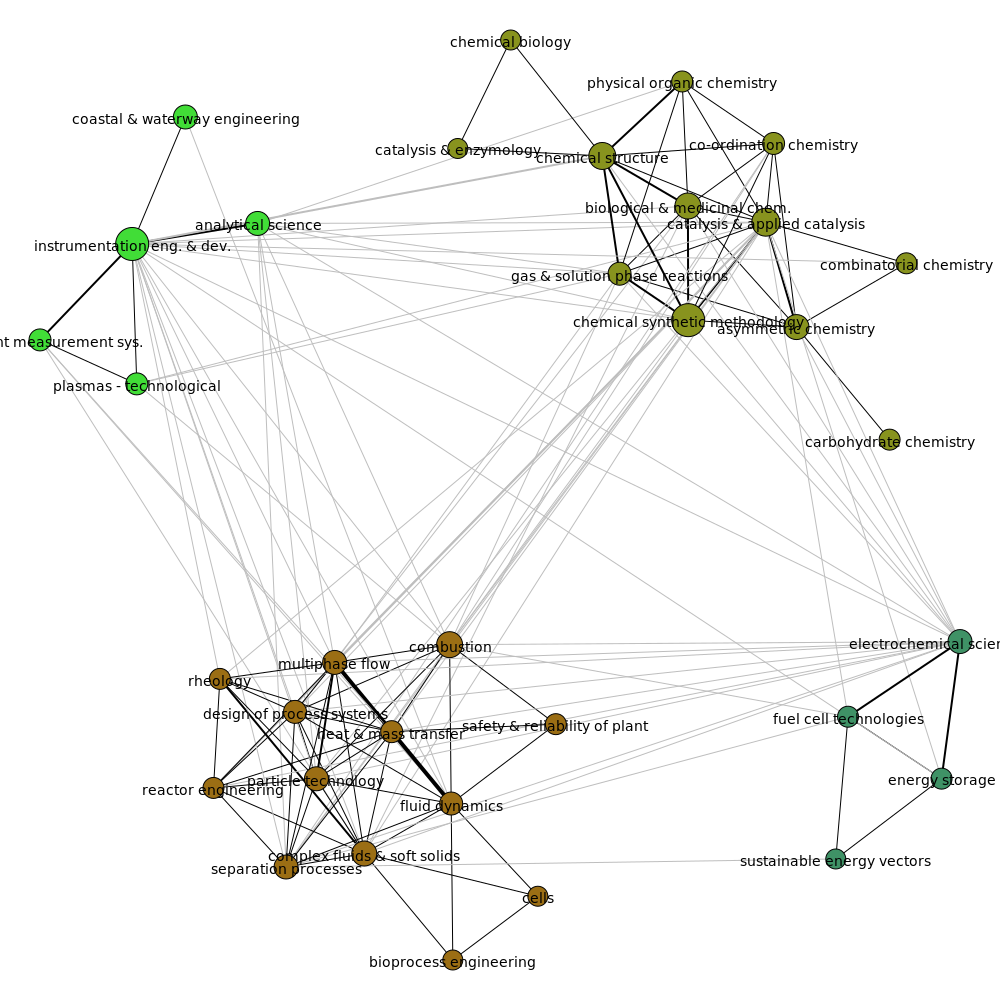 chemical biology
physical organic chemistry
coastal & waterway engineering
co-ordination chemistry
catalysis & enzymology
chemical structure
biological & medicinal chem.
analytical science
catalysis & applied catalysis
instrumentation eng. & dev.
combinatorial chemistry
gas & solution phase reactions
chemical synthetic methodology
asymmetric chemistry
measurement sys.
plasmas - technological
carbohydrate chemistry
electrochemical
combustion
multiphase flow
rheology
design of process systems
fuel cell technologies
safety & reliability of plant
heat & mass transfer
energy storage
particle technology
reactor engineering
fluid dynamics
complex fluids & soft solids
sustainable energy vectors
separation processes
cells
bioprocess engineering